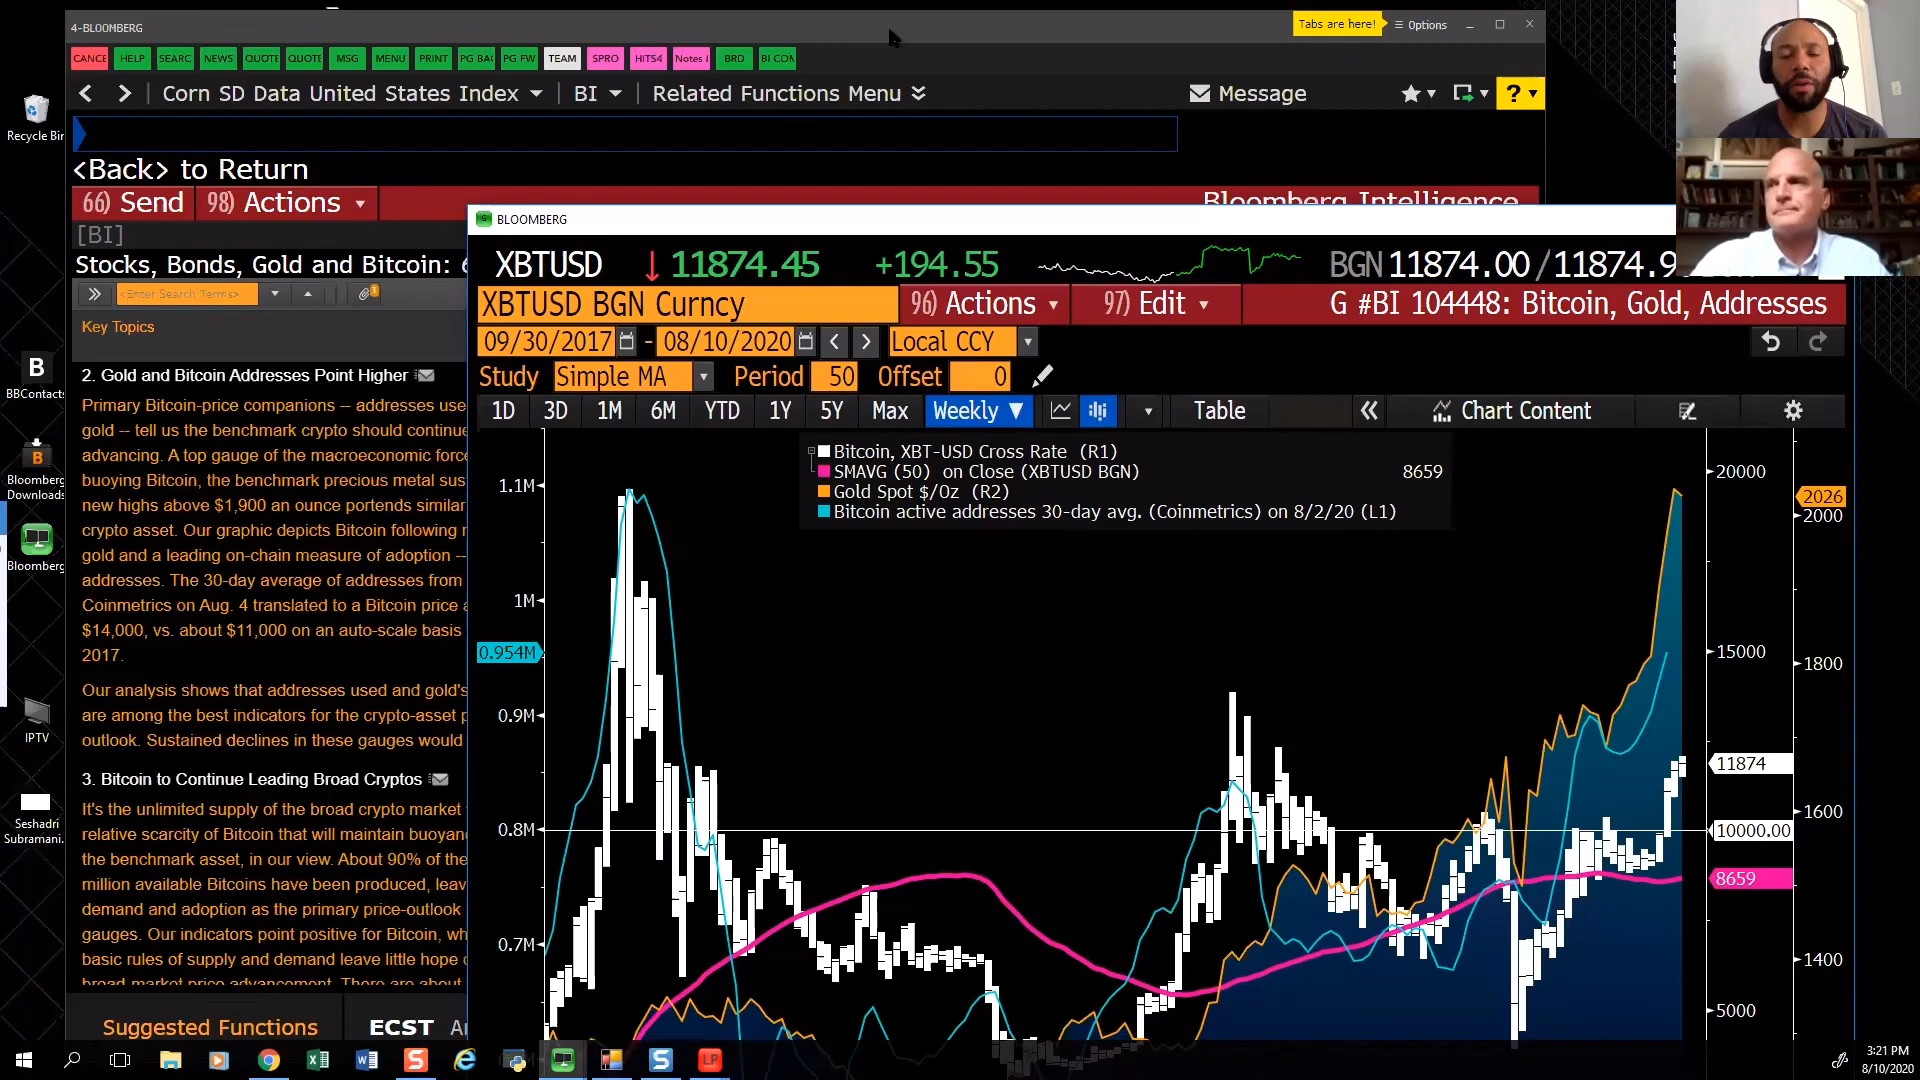 4-BLOOMBERG
Tabs are here!
Options
CANCE HELP SEARC NEWS QUOTE QUOTE MSG MENU PRINT PG BA PG FW TEAM SPRO HITS4 Notes BRD BI CON
Corn SD Data United States Index BI Related Functions Menu Message ?
<Back> to Return
66) Send 98) Actions Bloomberg Intelligence
[BI]
Stocks, Bonds, Gold and Bitcoin:
<Enter Search Terms>
1
Key Topics
2. Gold and Bitcoin Addresses Point Higher
Primary Bitcoin-price companions -- addresses use
gold -- tell us the benchmark crypto should continue
advancing. A top gauge of the macroeconomic force
buoying Bitcoin, the benchmark precious metal sus
new highs above $1,900 an ounce portends similar
crypto asset. Our graphic depicts Bitcoin following
gold and a leading on-chain measure of adoption --
addresses. The 30-day average of addresses from
Coinmetrics on Aug. 4 translated to a Bitcoin price
$14,000, vs. about $11,000 on an auto-scale basis
2017.
Our analysis shows that addresses used and gold's
are among the best indicators for the crypto-asset p
outlook. Sustained declines in these gauges would
3. Bitcoin to Continue Leading Broad Cryptos
It's the unlimited supply of the broad crypto market
relative scarcity of Bitcoin that will maintain buoyan
the benchmark asset, in our view. About 90% of the
million available Bitcoins have been produced, leav
demand and adoption as the primary price-outlook
gauges. Our indicators point positive for Bitcoin, wh
basic rules of supply and demand leave little hope
broad-market price advancement. There are about
Suggested Functions ECST
BLOOMBERG
XBTUSD 11874.45 +194.55 BGN 11874.00 /11874.9
XBTUSD BGN Curncy 96) Actions 97) Edit G #BI 104448: Bitcoin, Gold, Addresses
09/30/2017 - 08/10/2020 Local CCY
Study Simple MA Period 50 Offset 0
1D 3D 1M 6M YTD 1Y 5Y Max Weekly Table Chart Content
Bitcoin, XBT-USD Cross Rate (R1)
SMAVG (50) on Close (XBTUSD BGN) 8659
Gold Spot $/Oz (R2)
Bitcoin active addresses 30-day avg. (Coinmetrics) on 8/2/20 (L1)
1.1M
1M
0.954M
0.9M
0.8M
0.7M
20000
15000
11874
10000.00
8659
5000
2026
2000
1800
1600
1400
Recycle Bin
BBContact
Bloomberg
Downloads
Bloomberg
IPTV
Seshadri
Subramani.
3:21 PM
8/10/2020